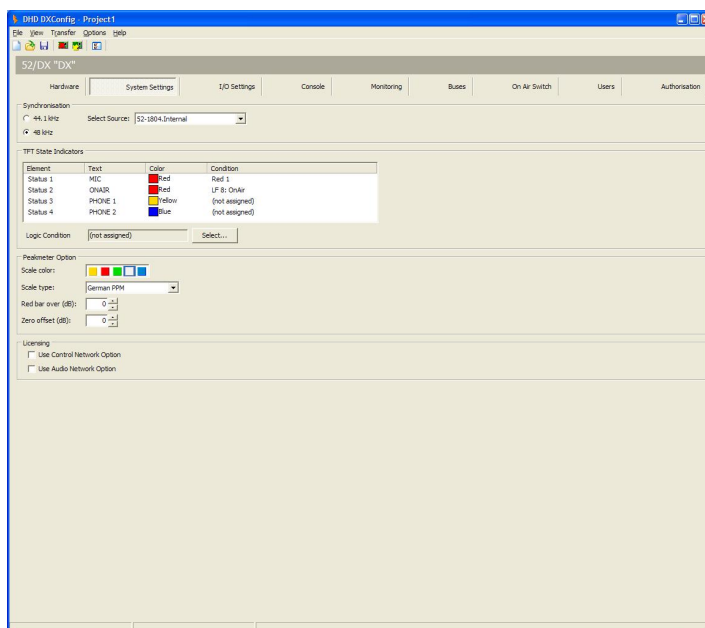 DHD DXConfig - Project1
File View Transfer Options Help
52/DX "DX"
Hardware System Settings I/O Settings Console Monitoring Buses On Air Switch Users Authorisation
Synchronisation
44.1 kHz Select Source: 52-1804.Internal
48 kHz
TFT State Indicators
Element Text Color Condition
Status 1 MIC Red Red 1
Status 2 ONAIR Red LF 8: OnAir
Status 3 PHONE 1 Yellow (not assigned)
Status 4 PHONE 2 Blue (not assigned)
Logic Condition (not assigned) Select...
Peakmeter Option
Scale color:
Scale type: German PPM
Red bar over (dB): 0
Zero offset (dB): 0
Licensing
Use Control Network Option
Use Audio Network Option